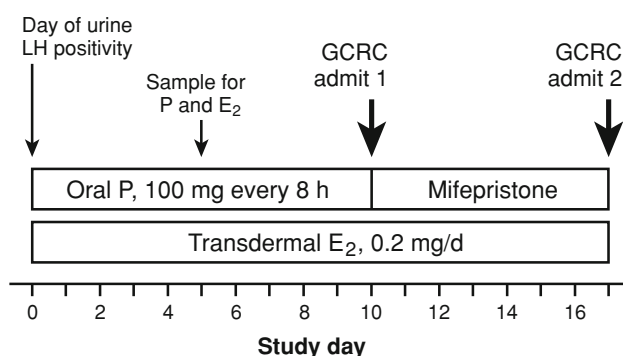 Day of urine
LH positivity
Sample for
P and E₂
GCRC
admit 1
GCRC
admit 2
Oral P, 100 mg every 8 h
Mifepristone
Transdermal E₂, 0.2 mg/d
0 2 4 6 8 10 12 14 16
Study day